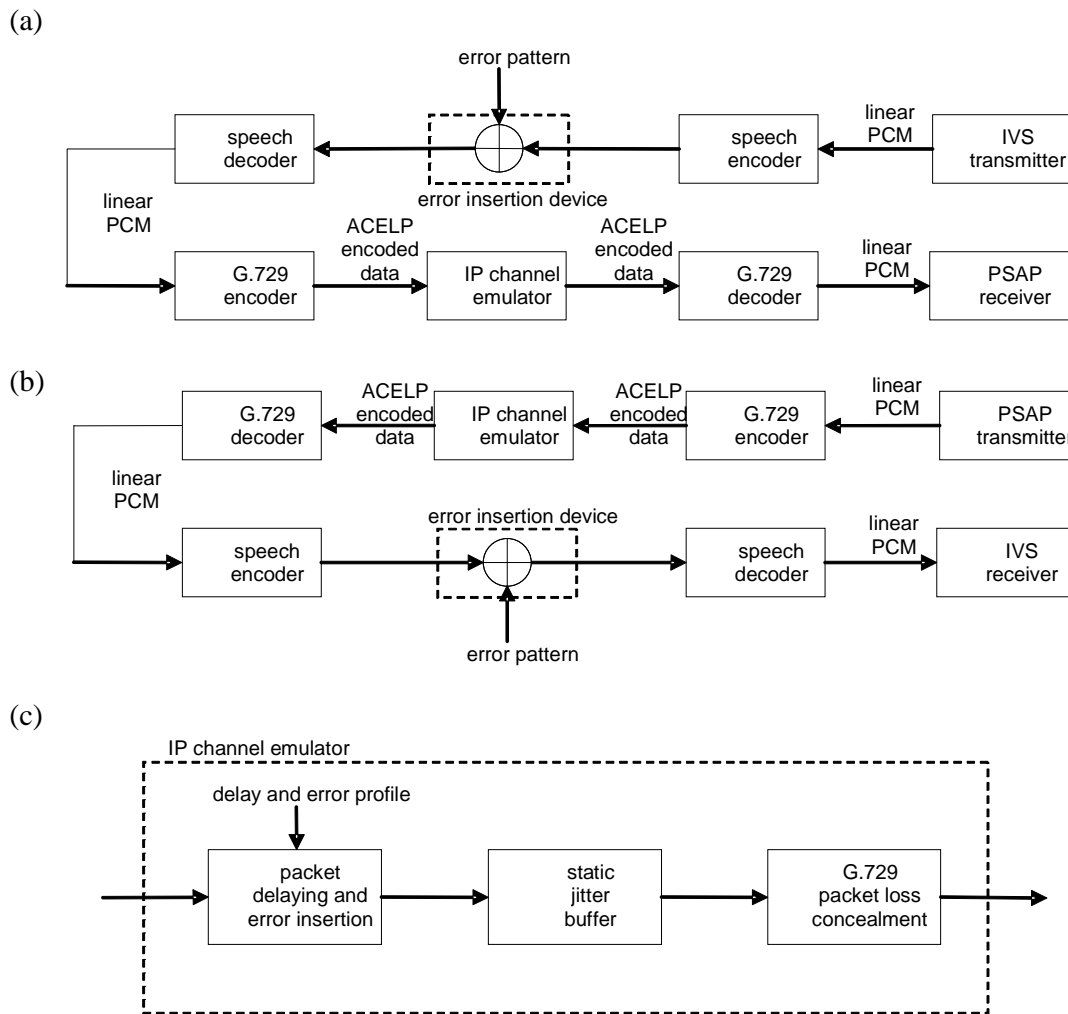 (a)
error pattern
speech
decoder
error insertion device
speech
encoder
linear
PCM
IVS
transmitter
linear
PCM
G.729
encoder
ACELP
encoded
data
IP channel
emulator
ACELP
encoded
data
G.729
decoder
linear
PCM
PSAP
receiver
(b)
G.729
decoder
ACELP
encoded
data
IP channel
emulator
ACELP
encoded
data
G.729
encoder
linear
PCM
PSAP
transmitter
linear
PCM
speech
encoder
error insertion device
error pattern
speech
decoder
linear
PCM
IVS
receiver
(c)
IP channel emulator
delay and error profile
packet
delaying and
error insertion
static
jitter
buffer
G.729
packet loss
concealment